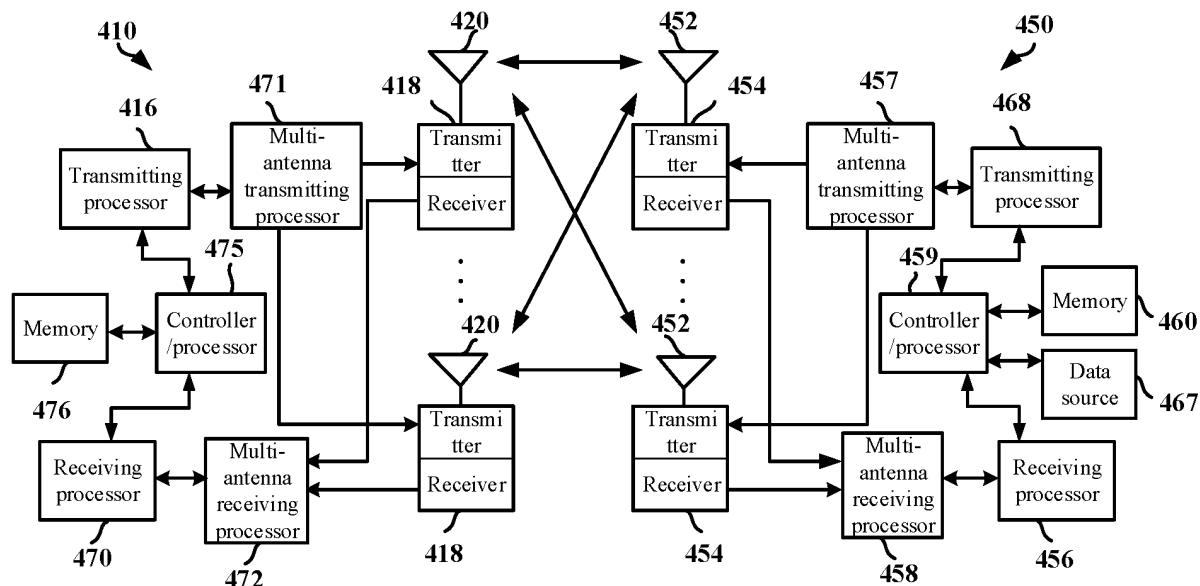 410
420
452
450
471
418
454
457
468
416
Transmitting
processor
Multi-
antenna
transmitting
processor
Transmi
tter
Receiver
Transmi
tter
Receiver
Multi-
antenna
transmitting
processor
Transmitting
processor
475
459
Memory
476
Controller
/processor
420
452
Controller
/processor
Memory
460
Data
source
467
Receiving
processor
470
Multi-
antenna
receiving
processor
472
Transmi
tter
Receiver
418
Transmi
tter
Receiver
454
Multi-
antenna
receiving
processor
458
Receiving
processor
456